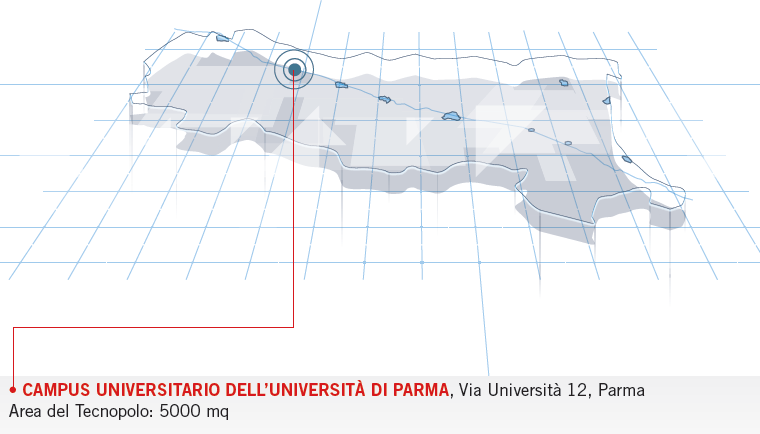 • CAMPUS UNIVERSITARIO DELL’UNIVERSITÀ DI PARMA, Via Università 12, Parma
Area del Tecnopolo: 5000 mq